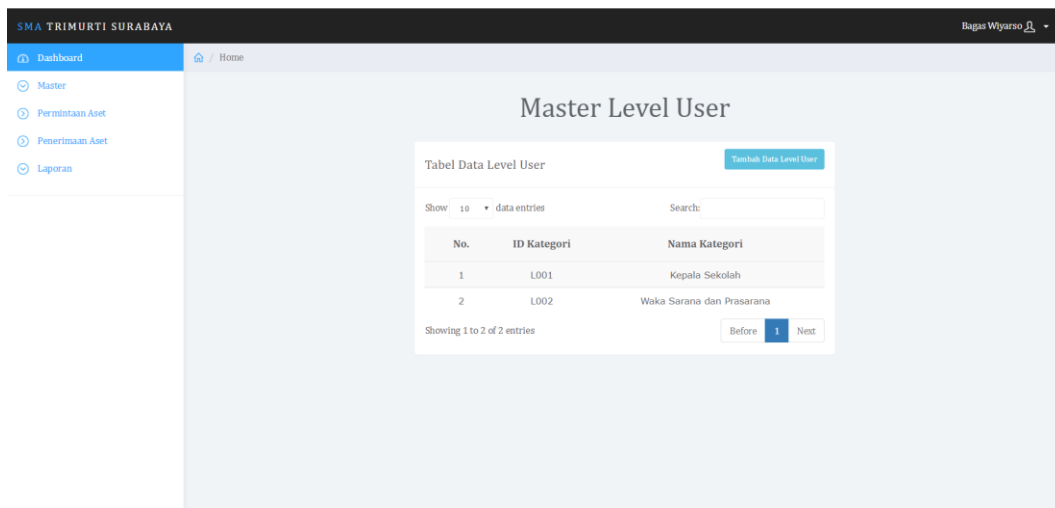 SMA TRIMURTI SURABAYA
Bagas Wiyarso
Dashboard
/ Home
Master
Permintaan Aset
Penerimaan Aset
Laporan
Master Level User
Tabel Data Level User
Tambah Data Level User
Show 10 data entries
Search:
No. ID Kategori Nama Kategori
1 L001 Kepala Sekolah
2 L002 Waka Sarana dan Prasarana
Showing 1 to 2 of 2 entries
Before 1 Next